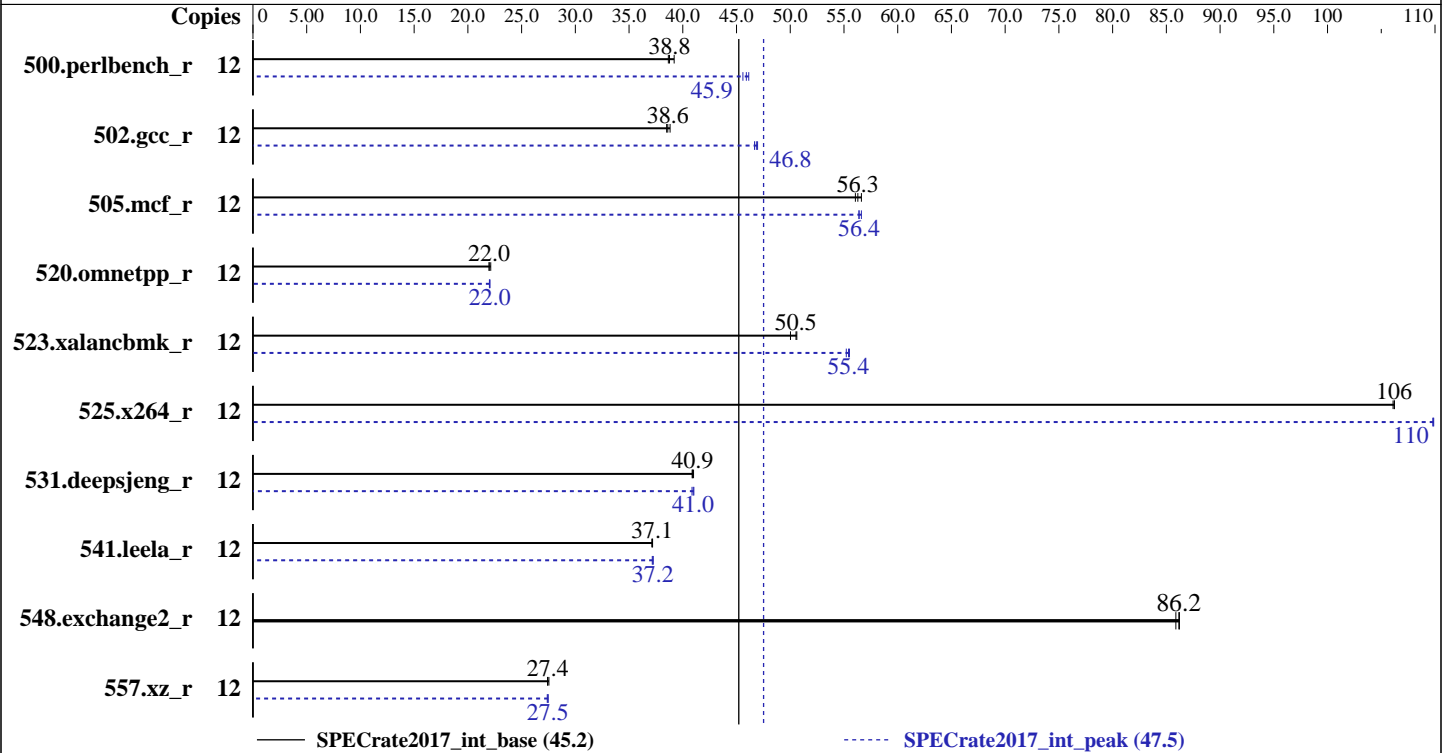 Copies 0 5.00 10.0 15.0 20.0 25.0 30.0 35.0 40.0 45.0 50.0 55.0 60.0 65.0 70.0 75.0 80.0 85.0 90.0 95.0 100 110
38.8
500.perlbench_r 12
45.9
38.6
502.gcc_r 12
46.8
56.3
505.mcf_r 12
56.4
22.0
520.omnetpp_r 12
22.0
50.5
523.xalancbmk_r 12
55.4
106
525.x264_r 12
110
40.9
531.deepsjeng_r 12
41.0
37.1
541.leela_r 12
37.2
86.2
548.exchange2_r 12
27.4
557.xz_r 12
27.5
SPECrate2017_int_base (45.2) SPECrate2017_int_peak (47.5)